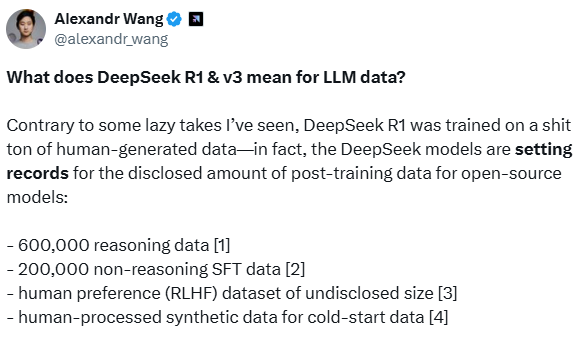 Alexandr Wang
@alexandr_wang
What does DeepSeek R1 & v3 mean for LLM data?
Contrary to some lazy takes I’ve seen, DeepSeek R1 was trained on a shit
ton of human-generated data—in fact, the DeepSeek models are setting
records for the disclosed amount of post-training data for open-source
models:
- 600,000 reasoning data [1]
- 200,000 non-reasoning SFT data [2]
- human preference (RLHF) dataset of undisclosed size [3]
- human-processed synthetic data for cold-start data [4]